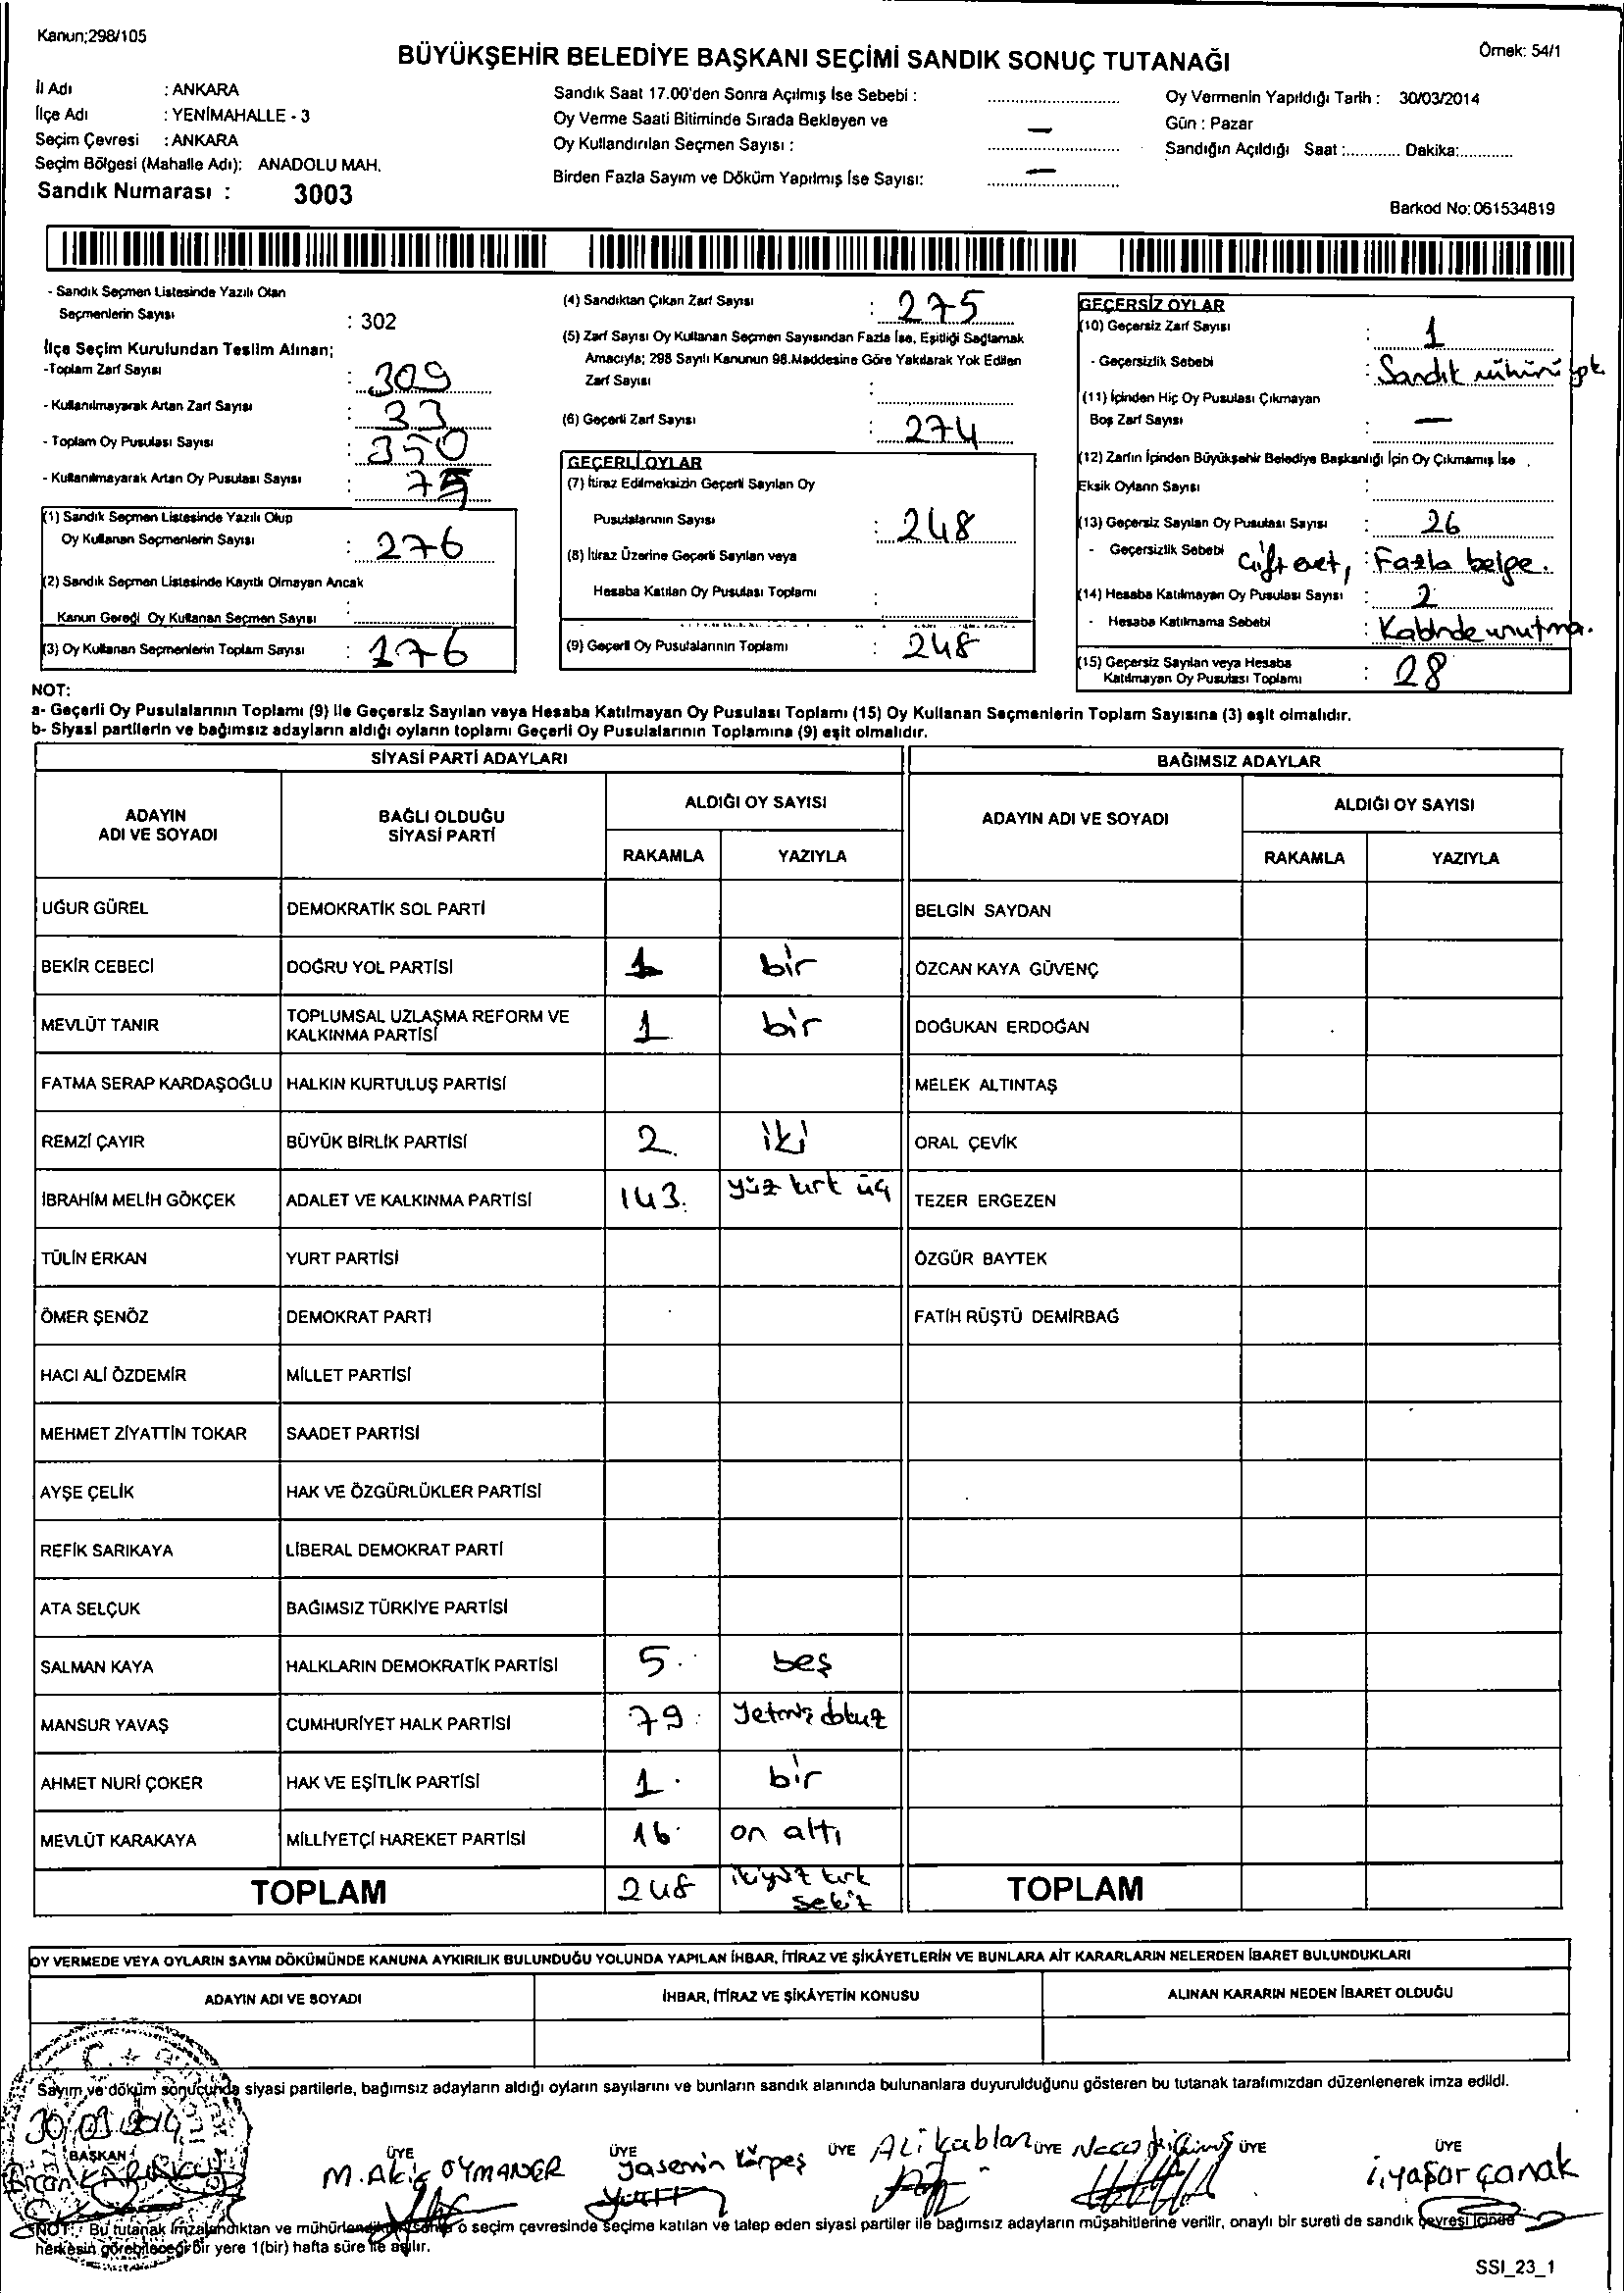 Kanun;298/105
Örnek: 54/1
BÜYÜKŞEHİR BELEDİYE BAŞKANI SEÇİMİ SANDIK SONUÇ TUTANAĞI
İl Adı : ANKARA
İlçe Adı : YENİMAHALLE - 3
Seçim Çevresi : ANKARA
Seçim Bölgesi (Mahalle Adı): ANADOLU MAH.
Sandık Numarası : 3003
Sandık Saat 17.00'den Sonra Açılmış İse Sebebi :
Oy Verme Saati Bitiminde Sırada Bekleyen ve
Oy Kullandırılan Seçmen Sayısı : —
Birden Fazla Sayım ve Döküm Yapılmış İse Sayısı: —
Oy Vermenin Yapıldığı Tarih : 30/03/2014
Gün : Pazar
Sandığın Açıldığı Saat :............ Dakika:............
Barkod No: 061534819
- Sandık Seçmen Listesinde Yazılı Olan
Seçmenlerin Sayısı : 302
İlçe Seçim Kurulundan Teslim Alınan;
-Toplam Zarf Sayısı : 309
- Kullanılmayarak Artan Zarf Sayısı : 33
- Toplam Oy Pusulası Sayısı : 350
- Kullanılmayarak Artan Oy Pusulası Sayısı : 75
(1) Sandık Seçmen Listesinde Yazılı Olup
Oy Kullanan Seçmenlerin Sayısı : 276
(2) Sandık Seçmen Listesinde Kayıtlı Olmayan Ancak
Kanun Gereği Oy Kullanan Seçmen Sayısı :
(3) Oy Kullanan Seçmenlerin Toplam Sayısı : 276
(4) Sandıktan Çıkan Zarf Sayısı : 275
(5) Zarf Sayısı Oy Kullanan Seçmen Sayısından Fazla İse, Eşitliği Sağlamak
Amacıyla; 298 Sayılı Kanunun 98.Maddesine Göre Yakılarak Yok Edilen
Zarf Sayısı :
(6) Geçerli Zarf Sayısı : 274
GEÇERLİ OYLAR
(7) İtiraz Edilmeksizin Geçerli Sayılan Oy
Pusulalarının Sayısı : 248
(8) İtiraz Üzerine Geçerli Sayılan veya
Hesaba Katılan Oy Pusulası Toplamı :
(9) Geçerli Oy Pusulalarının Toplamı : 248
GEÇERSİZ OYLAR
(10) Geçersiz Zarf Sayısı : 1
- Geçersizlik Sebebi : Sandık mühürü yok
(11) İçinden Hiç Oy Pusulası Çıkmayan
Boş Zarf Sayısı : —
(12) Zarfın İçinden Büyükşehir Belediye Başkanlığı İçin Oy Çıkmamış İse
Eksik Oyların Sayısı :
(13) Geçersiz Sayılan Oy Pusulası Sayısı : 26
- Geçersizlik Sebebi : Çift evet, Fazla belge.
(14) Hesaba Katılmayan Oy Pusulası Sayısı : 2
- Hesaba Katılmama Sebebi : Kabinde unutma.
(15) Geçersiz Sayılan veya Hesaba
Katılmayan Oy Pusulası Toplamı : 28
NOT:
a- Geçerli Oy Pusulalarının Toplamı (9) ile Geçersiz Sayılan veya Hesaba Katılmayan Oy Pusulası Toplamı (15) Oy Kullanan Seçmenlerin Toplam Sayısına (3) eşit olmalıdır.
b- Siyasi partilerin ve bağımsız adayların aldığı oyların toplamı Geçerli Oy Pusulalarının Toplamına (9) eşit olmalıdır.
SİYASİ PARTİ ADAYLARI
BAĞIMSIZ ADAYLAR
ADAYIN ADI VE SOYADI
BAĞLI OLDUĞU SİYASİ PARTİ
ALDIĞI OY SAYISI
RAKAMLA YAZIYLA
ADAYIN ADI VE SOYADI
ALDIĞI OY SAYISI
RAKAMLA YAZIYLA
UĞUR GÜREL DEMOKRATİK SOL PARTİ BELGİN SAYDAN
BEKİR CEBECİ DOĞRU YOL PARTİSİ 1 bir ÖZCAN KAYA GÜVENÇ
MEVLÜT TANIR TOPLUMSAL UZLAŞMA REFORM VE KALKINMA PARTİSİ 1 bir DOĞUKAN ERDOĞAN
FATMA SERAP KARDAŞOĞLU HALKIN KURTULUŞ PARTİSİ MELEK ALTINTAŞ
REMZİ ÇAYIR BÜYÜK BİRLİK PARTİSİ 2 iki ORAL ÇEVİK
İBRAHİM MELİH GÖKÇEK ADALET VE KALKINMA PARTİSİ 143. yüz kırk üç TEZER ERGEZEN
TÜLİN ERKAN YURT PARTİSİ ÖZGÜR BAYTEK
ÖMER ŞENÖZ DEMOKRAT PARTİ FATİH RÜŞTÜ DEMİRBAĞ
HACI ALİ ÖZDEMİR MİLLET PARTİSİ
MEHMET ZİYATTİN TOKAR SAADET PARTİSİ
AYŞE ÇELİK HAK VE ÖZGÜRLÜKLER PARTİSİ
REFİK SARIKAYA LİBERAL DEMOKRAT PARTİ
ATA SELÇUK BAĞIMSIZ TÜRKİYE PARTİSİ
SALMAN KAYA HALKLARIN DEMOKRATİK PARTİSİ 5 beş
MANSUR YAVAŞ CUMHURİYET HALK PARTİSİ 79 Yetmiş dokuz
AHMET NURİ ÇOKER HAK VE EŞİTLİK PARTİSİ 1 bir
MEVLÜT KARAKAYA MİLLİYETÇİ HAREKET PARTİSİ 16 on altı
TOPLAM 248 ikiyüz kırk sekiz TOPLAM
OY VERMEDE VEYA OYLARIN SAYIM DÖKÜMÜNDE KANUNA AYKIRILIK BULUNDUĞU YOLUNDA YAPILAN İHBAR, İTİRAZ VE ŞİKÂYETLERİN VE BUNLARA AİT KARARLARIN NELERDEN İBARET BULUNDUKLARI
ADAYIN ADI VE SOYADI İHBAR, İTİRAZ VE ŞİKÂYETİN KONUSU ALINAN KARARIN NEDEN İBARET OLDUĞU
Sayım ve döküm sonucunda siyasi partilerle, bağımsız adayların aldığı oyların sayılarını ve bunların sandık alanında bulunanlara duyurulduğunu gösteren bu tutanak tarafımızdan düzenlenerek imza edildi.
30/03/2014
BAŞKAN ÜYE ÜYE ÜYE ÜYE ÜYE ÜYE
M. Akif OYMANER Yasemin Körpeş Ali Kablan i.yaşar çanak
NOT : Bu tutanak imzalandıktan ve mühürlendikten sonra o seçim çevresinde seçime katılan ve talep eden siyasi partiler ile bağımsız adayların müşahitlerine verilir, onaylı bir sureti de sandık çevresi içinde
herkesin görebileceği bir yere 1(bir) hafta süre ile asılır.
SSI_23_1